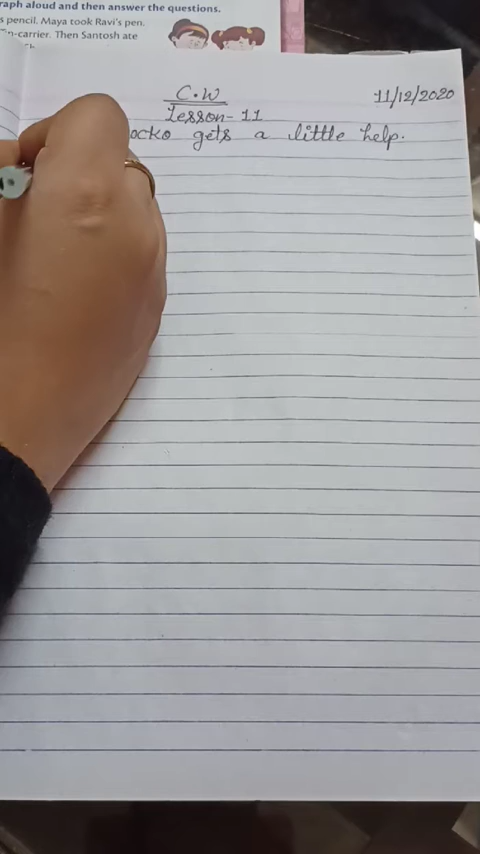 raph aloud and then answer the questions.
s pencil. Maya took Ravi's pen.
n-carrier. Then Santosh ate
C.W
11/12/2020
Lesson-11
ocko gets a little help.